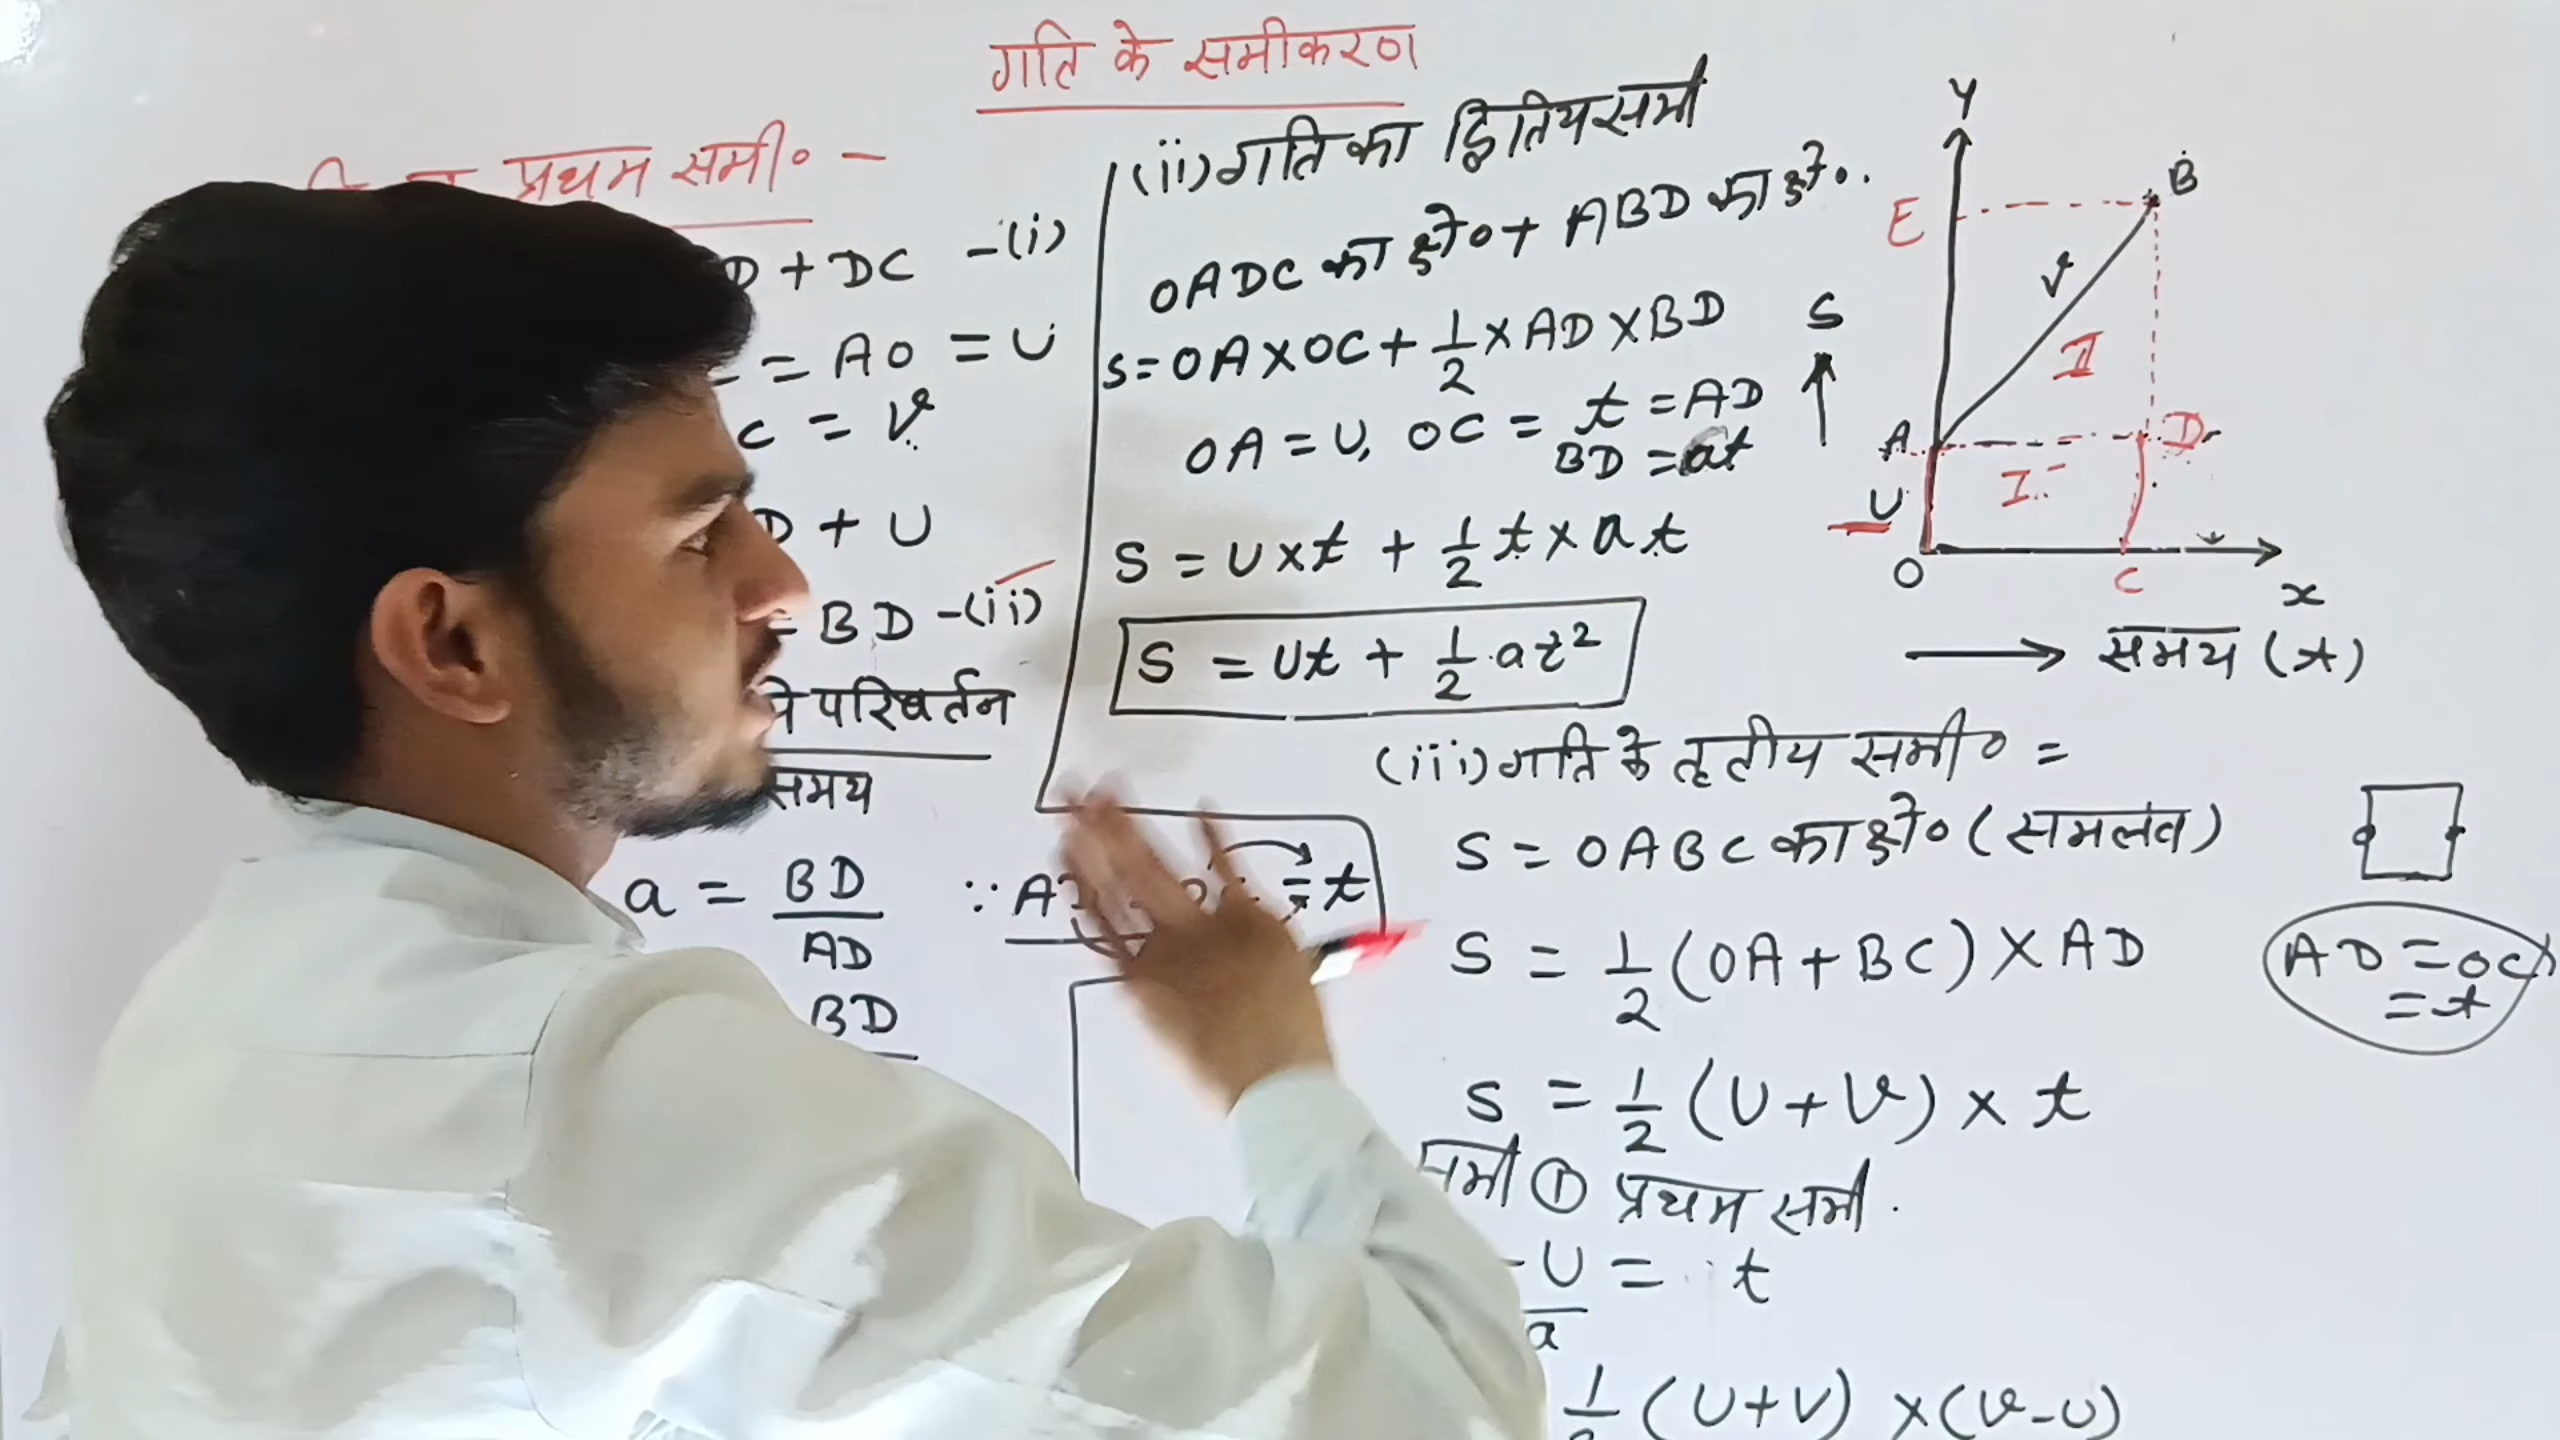 गति के समीकरण
प्रथम समी० -
D + DC -(i)
= AO = U
C = v
D + U
= BD -(ii)
परिवर्तन
समय
a = BD/AD
∵ A = t
BD
(ii) गति का द्वितिय समी
OADC का क्षे० + ABD का क्षे०.
S = OA X OC + 1/2 X AD X BD
OA = U, OC = t = AD
BD = at
S = U x t + 1/2 t x a t
S = Ut + 1/2 at²
Y
E
B
v
S
II
A
D
I
U
O
C
x
समय (t)
(iii) गति के तृतीय समी० =
S = OABC का क्षे० (समलंब)
S = 1/2 (OA + BC) X AD
AD = OC
= t
S = 1/2 (U + V) x t
समी ① प्रथम समी.
- U/a = t
1/2 (U + V) x (v - U)